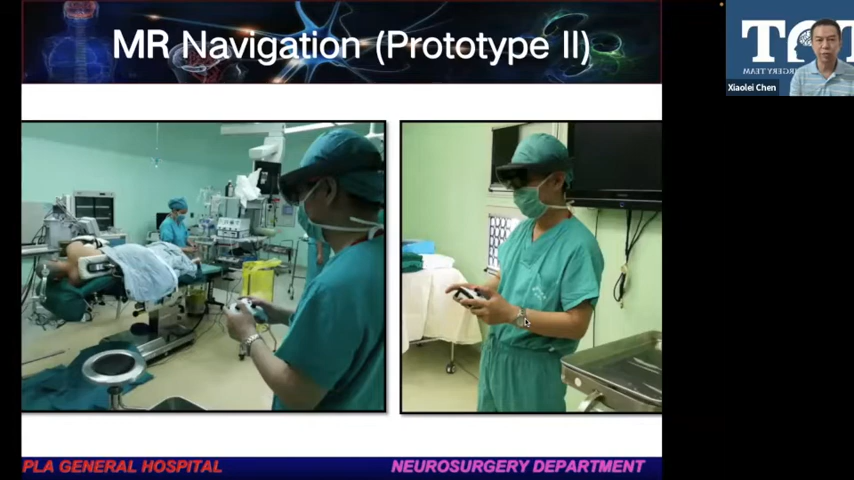 MR Navigation (Prototype II)
Xiaolei Chen
PLA GENERAL HOSPITAL
NEUROSURGERY DEPARTMENT